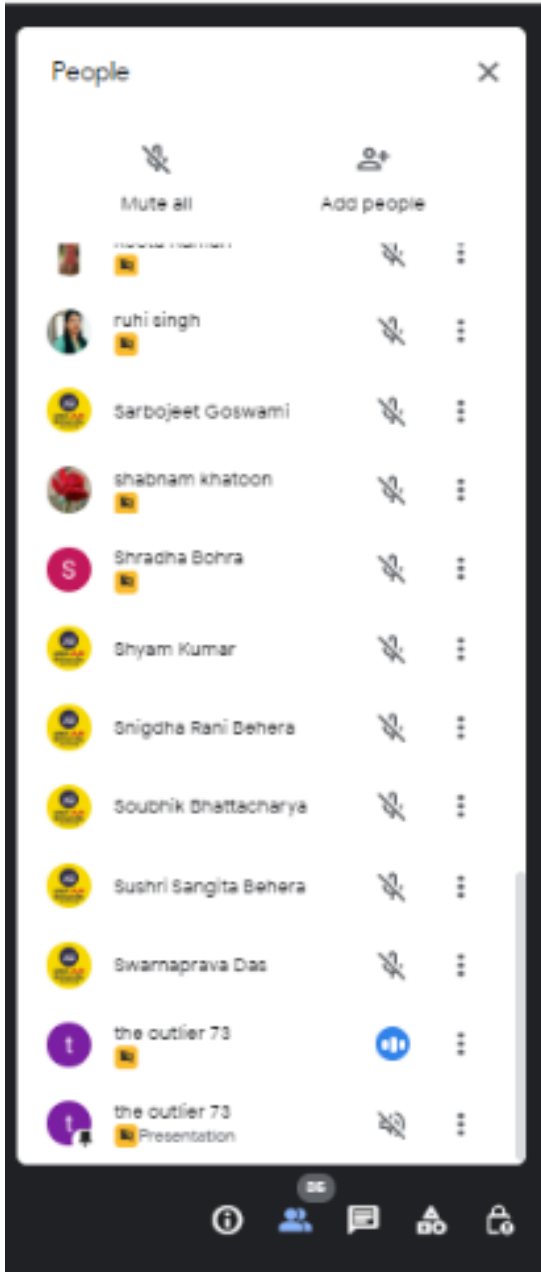 People
Mute all
Add people
ruhi singh
Sarbojeet Goswami
shabnam khatoon
S
Shradha Bohra
Shyam Kumar
Snigdha Rani Behera
Soubhik Bhattacharya
Sushri Sangita Behera
Swarnaprava Das
t
the outlier 73
t
the outlier 73
Presentation